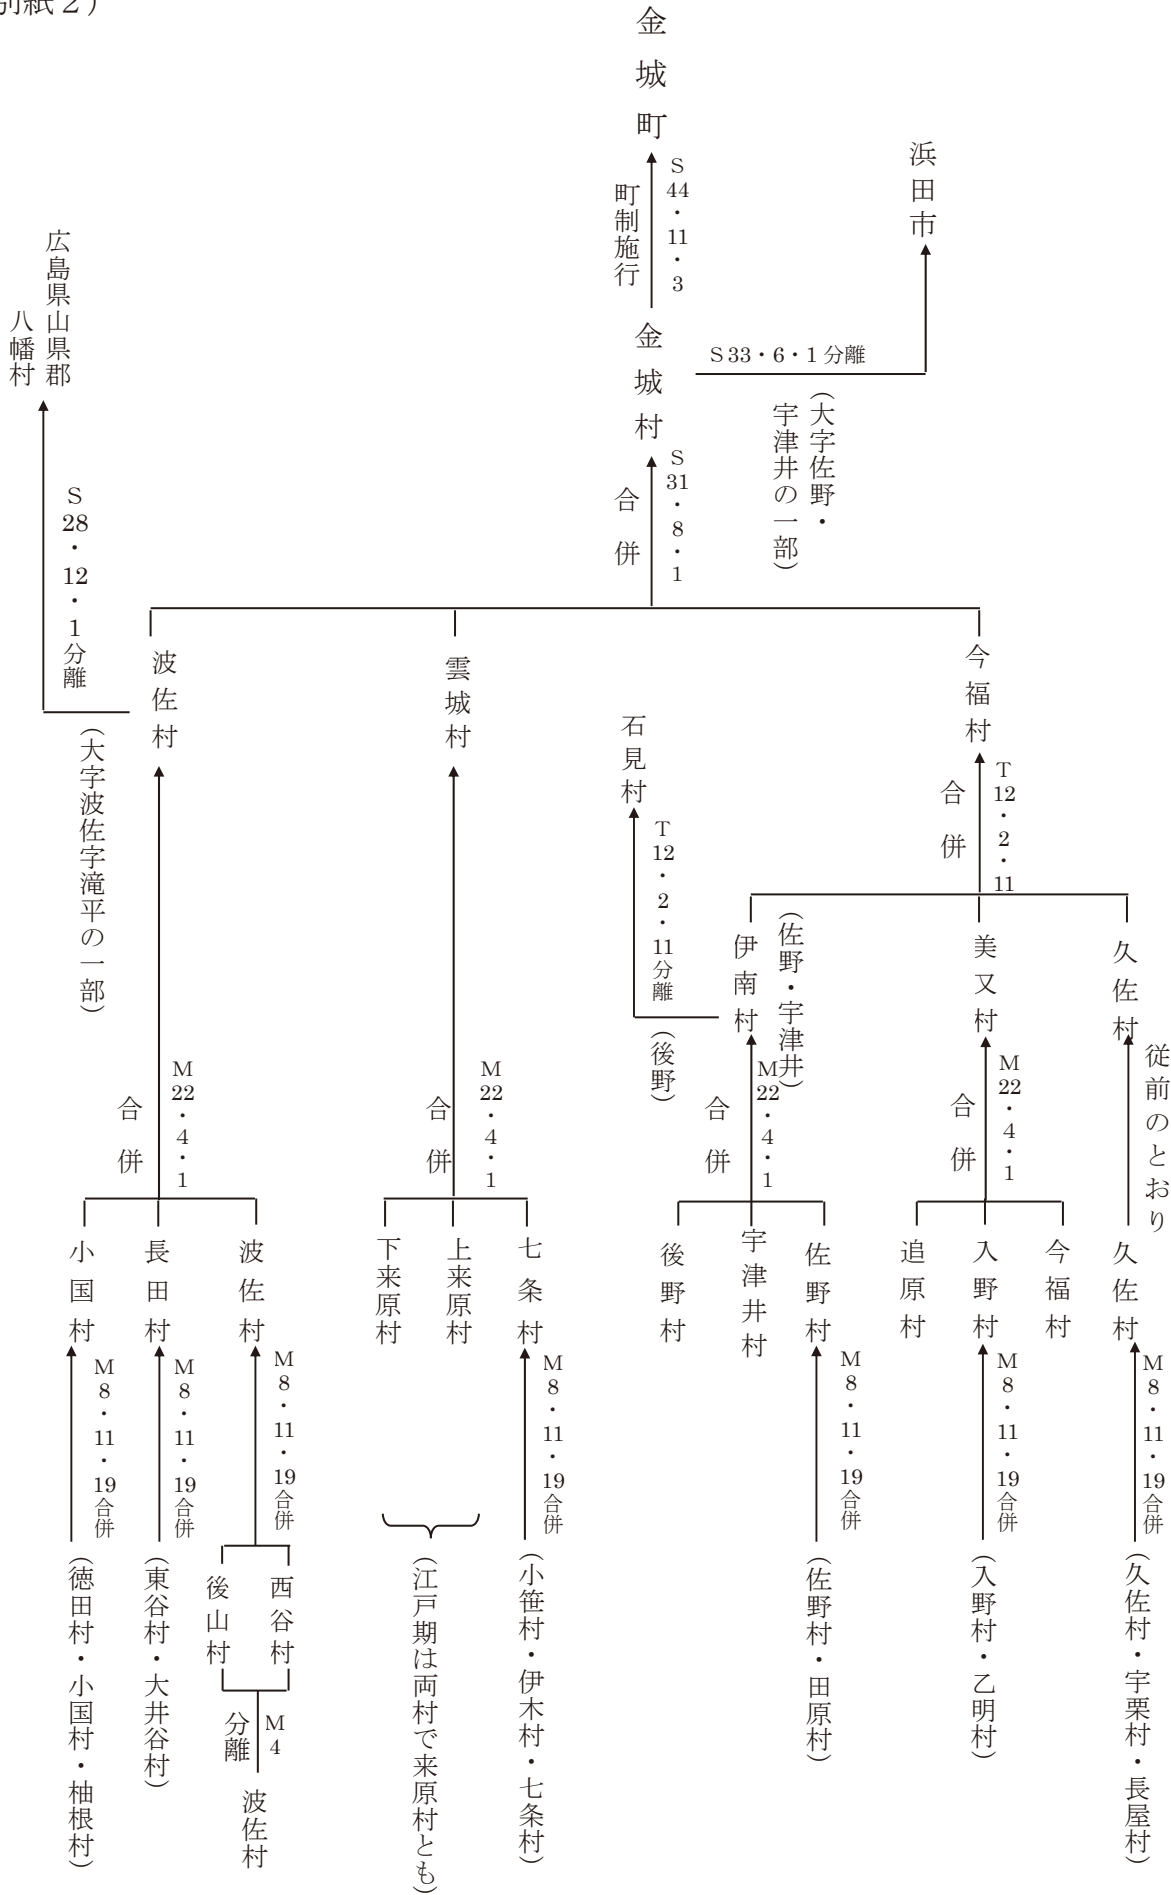 別紙２）
金城町
S44・11・3
町制施行
浜田市
金城村
S33・6・1分離
（大字佐野・
宇津井の一部）
広島県山県郡
八幡村
S28・12・1分離
（大字波佐字滝平の一部）
S31・8・1
合併
今福村
雲城村
波佐村
T12・2・11
合併
石見村
T12・2・11分離
（後野）
久佐村
美又村
伊南村
（佐野・宇津井）
従前のとおり
M22・4・1
合併
M22・4・1
合併
M22・4・1
合併
M22・4・1
合併
久佐村
今福村
入野村
追原村
佐野村
宇津井村
後野村
七条村
上来原村
下来原村
波佐村
長田村
小国村
M8・11・19合併
M8・11・19合併
M8・11・19合併
M8・11・19合併
M8・11・19合併
M8・11・19合併
M8・11・19合併
（久佐村・宇栗村・長屋村）
（入野村・乙明村）
（佐野村・田原村）
（小笹村・伊木村・七条村）
（江戸期は両村で来原村とも）
西谷村
後山村
M4
分離
波佐村
（東谷村・大井谷村）
（徳田村・小国村・柚根村）